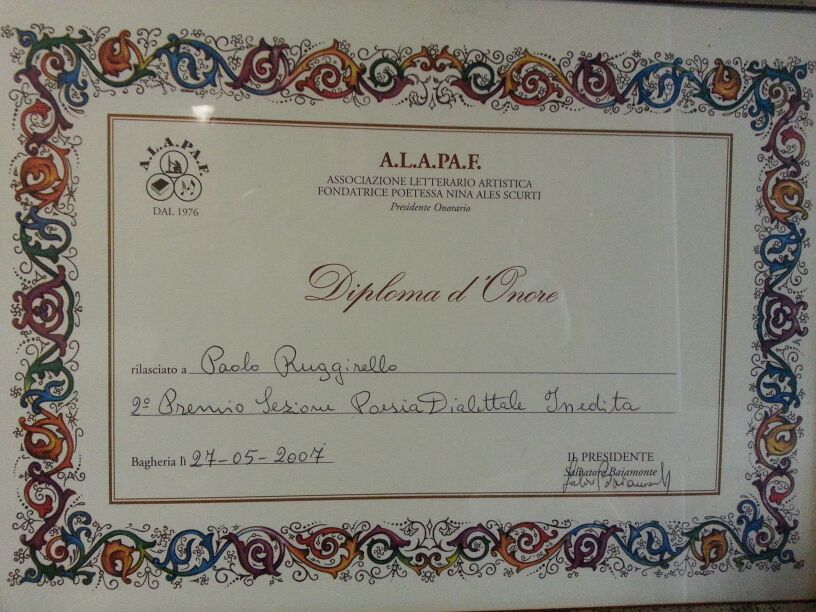 A.L.A.PA.F.
DAL 1976
A.L.A.PA.F.
ASSOCIAZIONE LETTERARIO ARTISTICA
FONDATRICE POETESSA NINA ALES SCURTI
Presidente Onorario
Diploma d'Onore
rilasciato a Paolo Ruggirello
2° Premio Sezione Poesia Dialettale Inedita
Bagheria lì 27-05-2007
IL PRESIDENTE
Salvatore Baiamonte